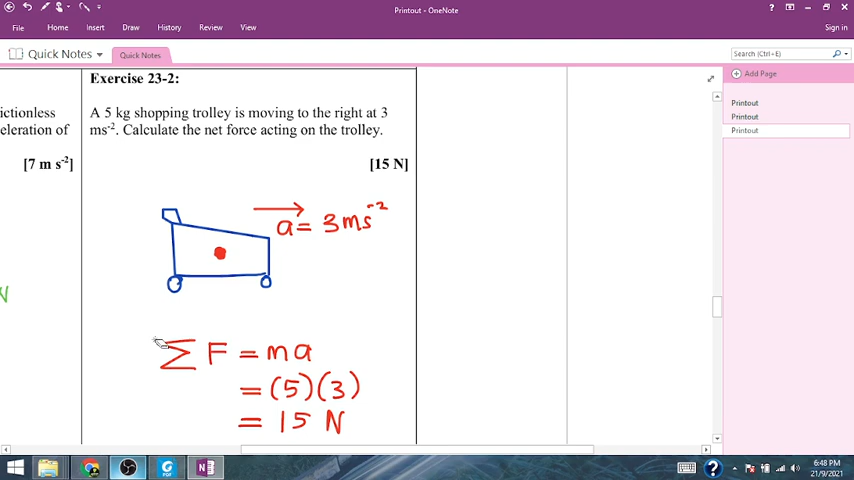 Printout - OneNote
File
Home
Insert
Draw
History
Review
View
Sign in
Quick Notes
Quick Notes
Search (Ctrl+E)
Add Page
Printout
Printout
Printout
ictionless
eleration of
[7 m s⁻²]
N
Exercise 23-2:
A 5 kg shopping trolley is moving to the right at 3
ms⁻². Calculate the net force acting on the trolley.
[15 N]
a = 3ms⁻²
∑ F = ma
= (5)(3)
= 15 N
6:48 PM
21/9/2021